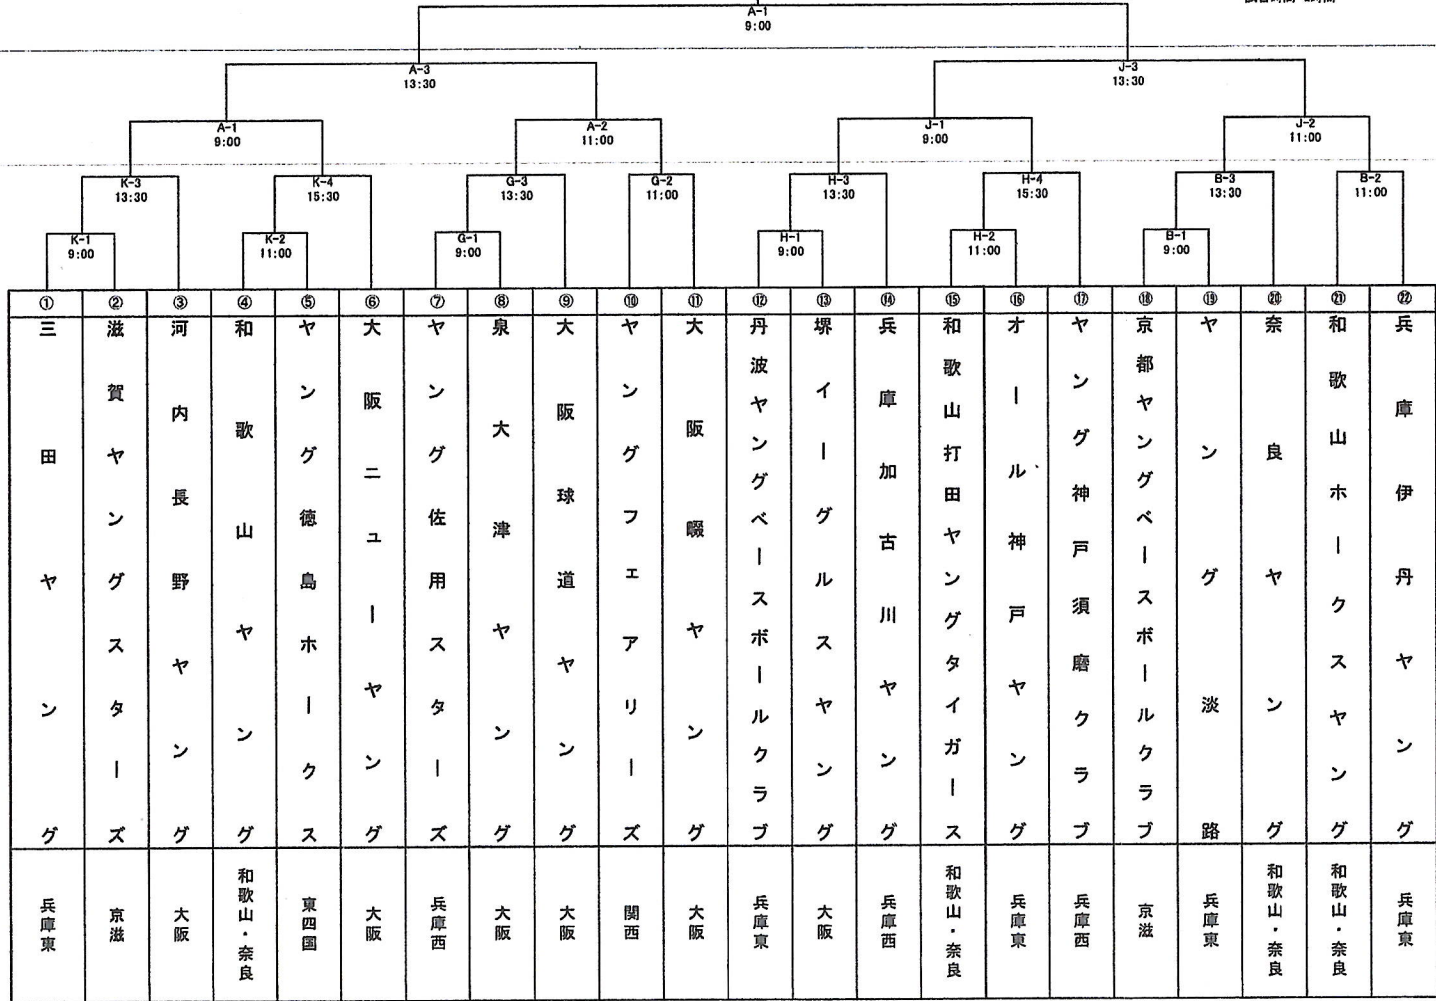 A-1
9:00
A-3
13:30
J-3
13:30
A-1
9:00
A-2
11:00
J-1
9:00
J-2
11:00
K-3
13:30
K-4
15:30
G-3
13:30
G-2
11:00
H-3
13:30
H-4
15:30
B-3
13:30
B-2
11:00
K-1
9:00
K-2
11:00
G-1
9:00
H-1
9:00
H-2
11:00
B-1
9:00
① 三田ヤング 兵庫東
② 滋賀ヤングスターズ 京滋
③ 河内長野ヤング 大阪
④ 和歌山ヤング 和歌山・奈良
⑤ ヤング徳島ホークス 東四国
⑥ 大阪ニューヤング 大阪
⑦ ヤング佐用スターズ 兵庫西
⑧ 泉大津ヤング 大阪
⑨ 大阪球道ヤング 大阪
⑩ ヤングフェアリーズ 関西
⑪ 大阪畷ヤング 大阪
⑫ 丹波ヤングベースボールクラブ 兵庫東
⑬ 堺イーグルスヤング 大阪
⑭ 兵庫加古川ヤング 兵庫西
⑮ 和歌山打田ヤングタイガース 和歌山・奈良
⑯ オール神戸ヤング 兵庫東
⑰ ヤング神戸須磨クラブ 兵庫西
⑱ 京都ヤングベースボールクラブ 京滋
⑲ ヤング淡路 兵庫東
⑳ 奈良ヤング 和歌山・奈良
㉑ 和歌山ホークスヤング 和歌山・奈良
㉒ 兵庫伊丹ヤング 兵庫東